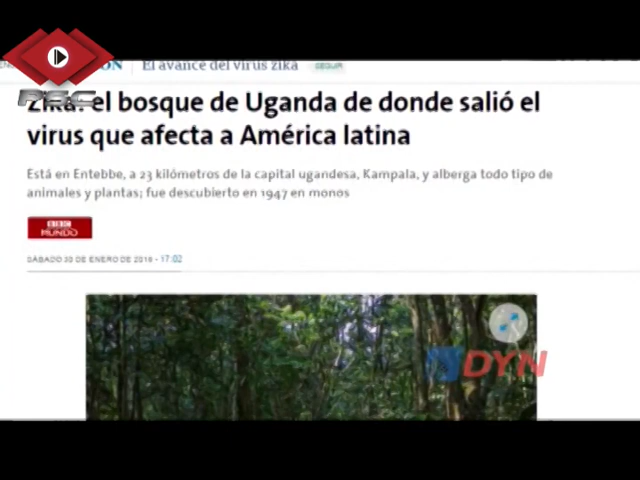 El avance del virus zika
SEGUIR
Zika: el bosque de Uganda de donde salió el
virus que afecta a América latina
Está en Entebbe, a 23 kilómetros de la capital ugandesa, Kampala, y alberga todo tipo de
animales y plantas; fue descubierto en 1947 en monos
BBC
MUNDO
SÁBADO 30 DE ENERO DE 2016 - 17:02
DYN